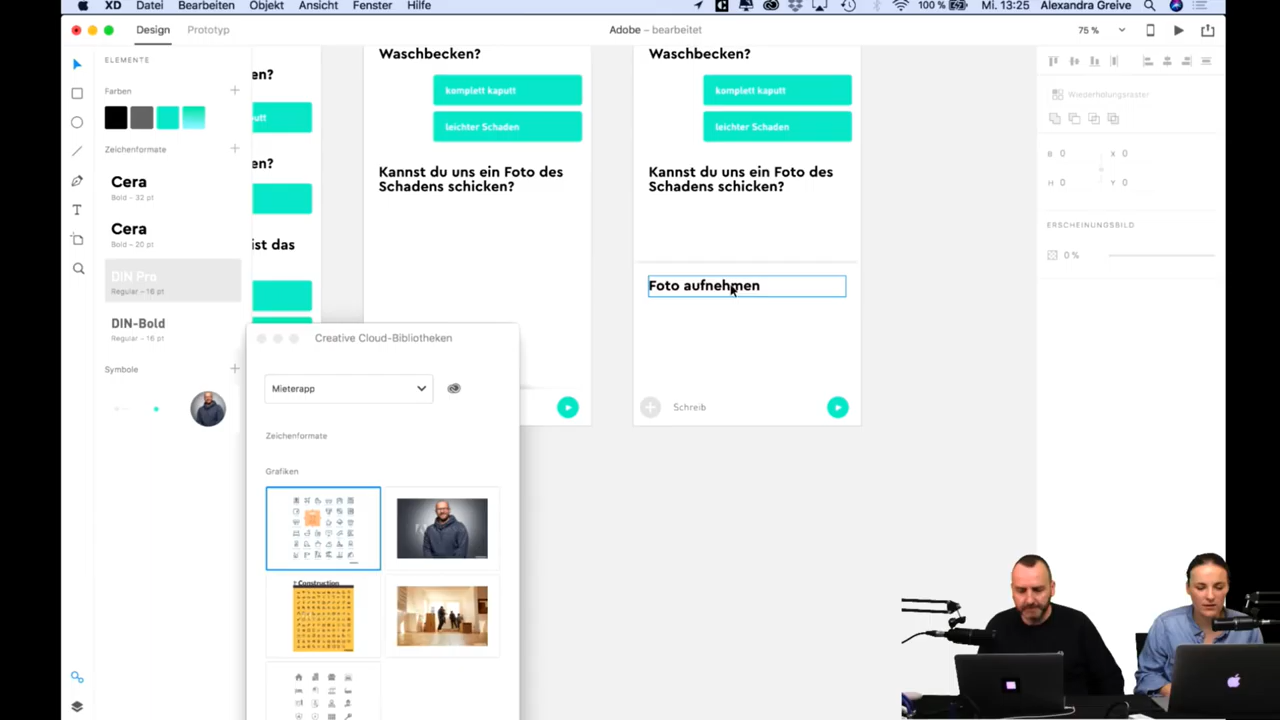 XD Datei Bearbeiten Objekt Ansicht Fenster Hilfe
100 % Mi. 13:25 Alexandra Greive
Design Prototyp
Adobe – bearbeitet
75 %
ELEMENTE
Farben
Zeichenformate
Cera
Bold – 32 pt
Cera
Bold – 20 pt
DIN Pro
Regular – 16 pt
DIN-Bold
Regular – 16 pt
Symbole
en?
utt
en?
ist das
Waschbecken?
komplett kaputt
leichter Schaden
Kannst du uns ein Foto des
Schadens schicken?
Waschbecken?
komplett kaputt
leichter Schaden
Kannst du uns ein Foto des
Schadens schicken?
Foto aufnehmen
Schreib
Creative Cloud-Bibliotheken
Mieterapp
Zeichenformate
Grafiken
Construction
Wiederholungsraster
B 0 X 0
H 0 Y 0
ERSCHEINUNGSBILD
0 %